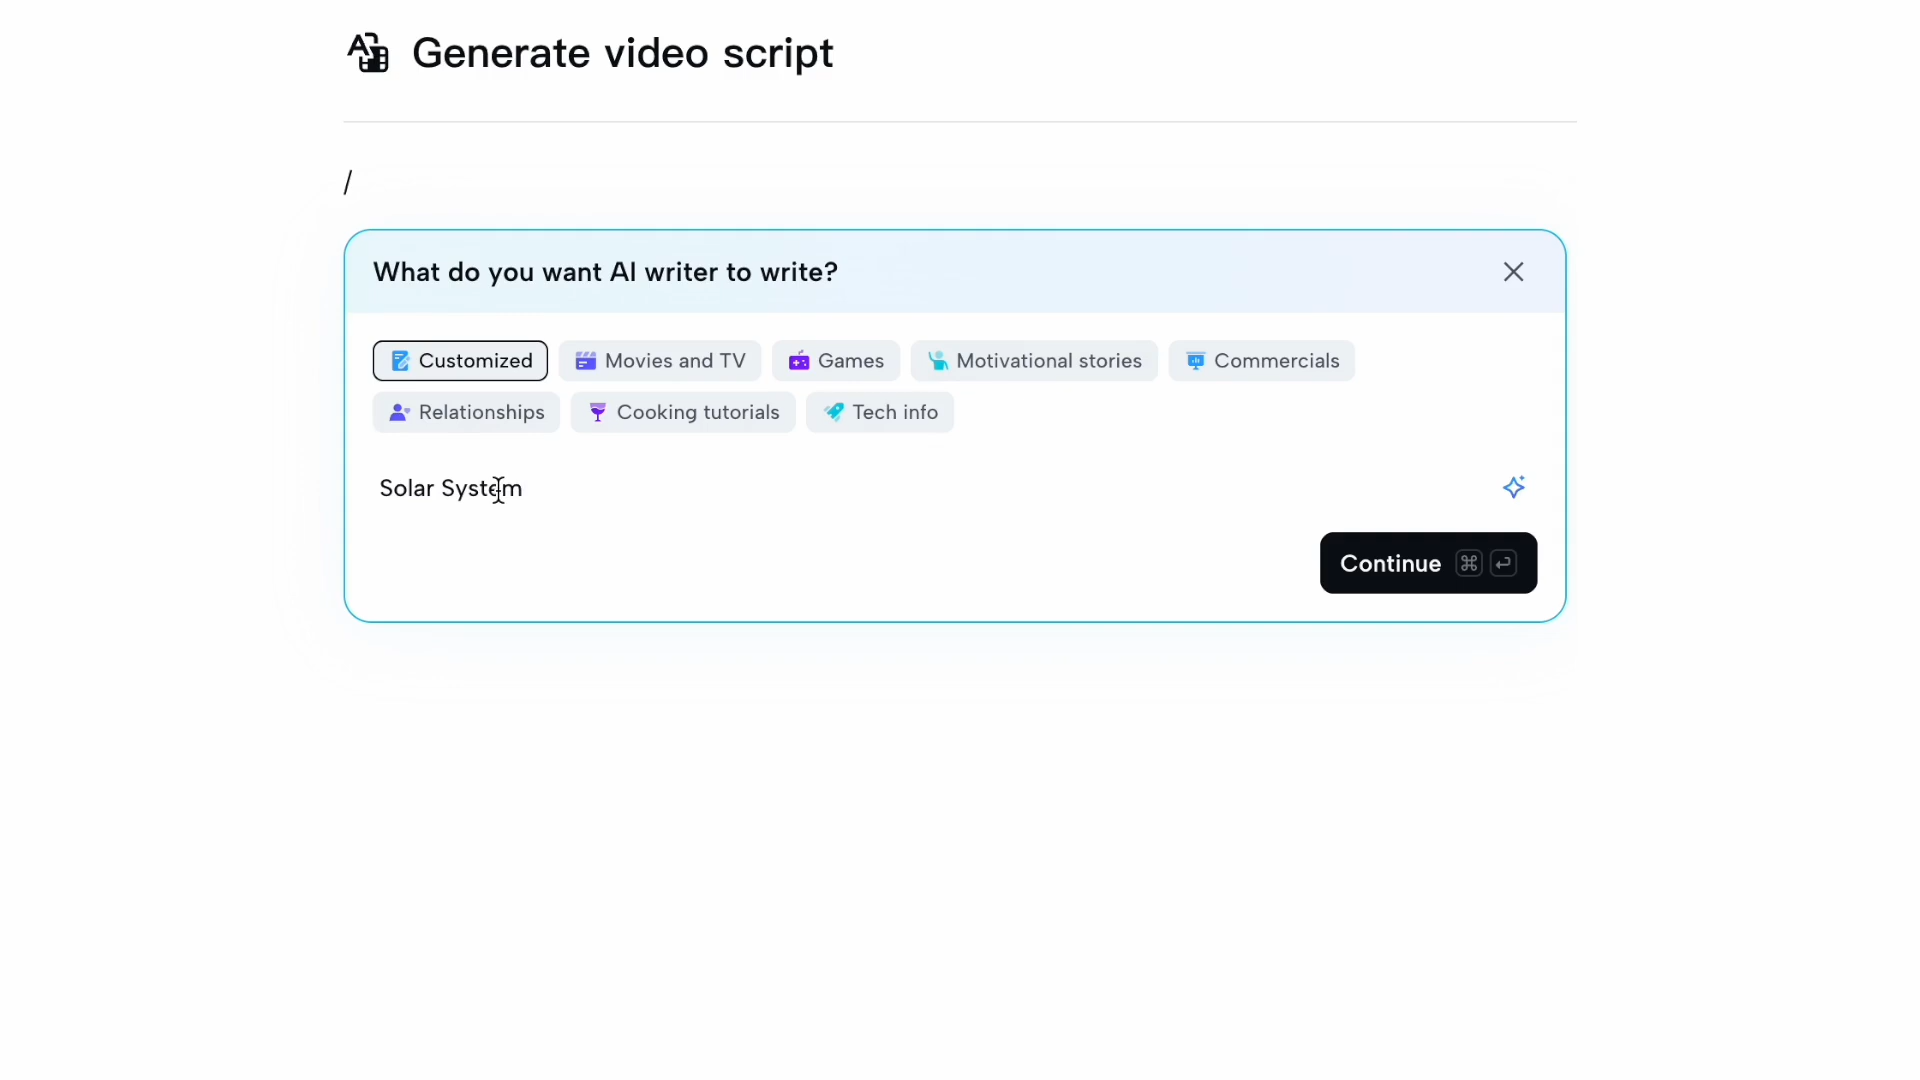 Generate video script
/
What do you want AI writer to write?
Customized Movies and TV Games Motivational stories Commercials
Relationships Cooking tutorials Tech info
Solar System
Continue ⌘ ↵